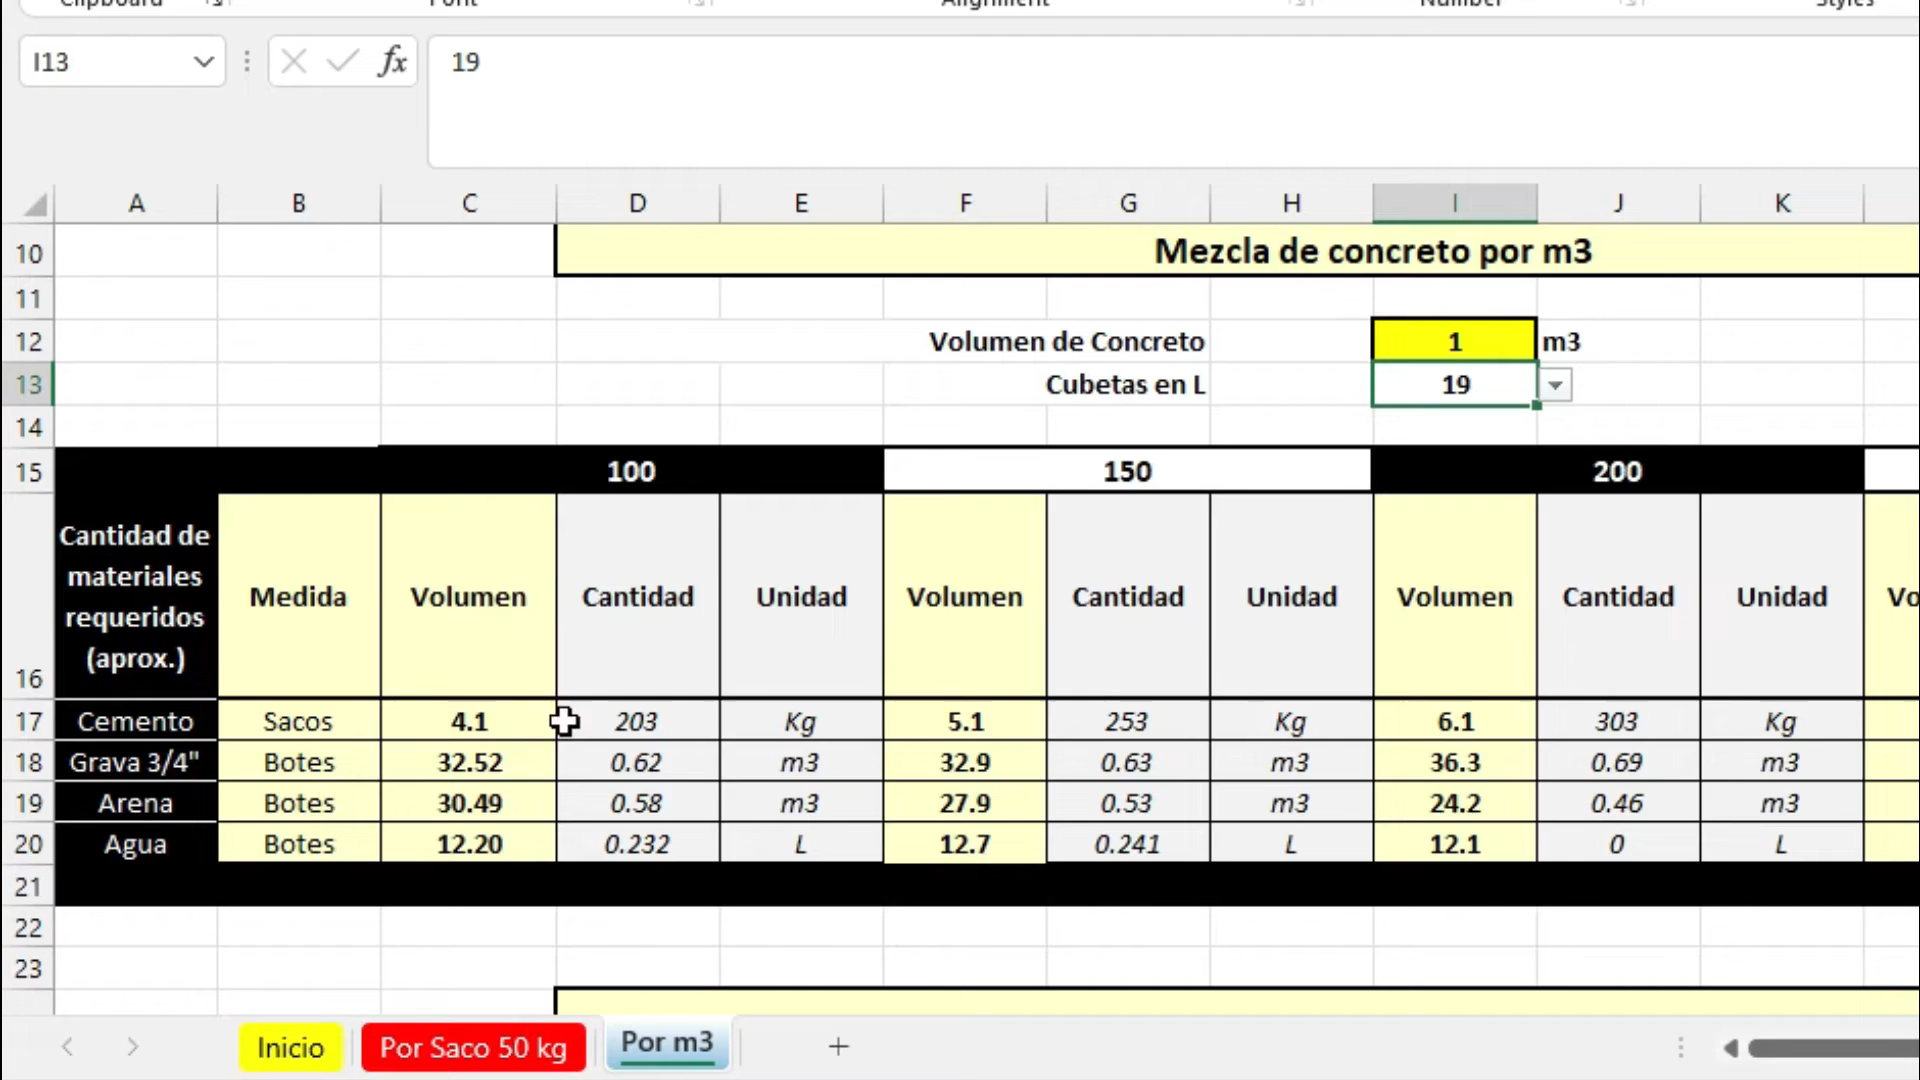 Clipboard Font Alignment Number Styles
I13 fx 19
A B C D E F G H I J K
10 Mezcla de concreto por m3
11
12 Volumen de Concreto 1 m3
13 Cubetas en L 19
14
15 100 150 200
16 Cantidad de materiales requeridos (aprox.) Medida Volumen Cantidad Unidad Volumen Cantidad Unidad Volumen Cantidad Unidad Vo
17 Cemento Sacos 4.1 203 Kg 5.1 253 Kg 6.1 303 Kg
18 Grava 3/4" Botes 32.52 0.62 m3 32.9 0.63 m3 36.3 0.69 m3
19 Arena Botes 30.49 0.58 m3 27.9 0.53 m3 24.2 0.46 m3
20 Agua Botes 12.20 0.232 L 12.7 0.241 L 12.1 0 L
21
22
23
Inicio Por Saco 50 kg Por m3 +